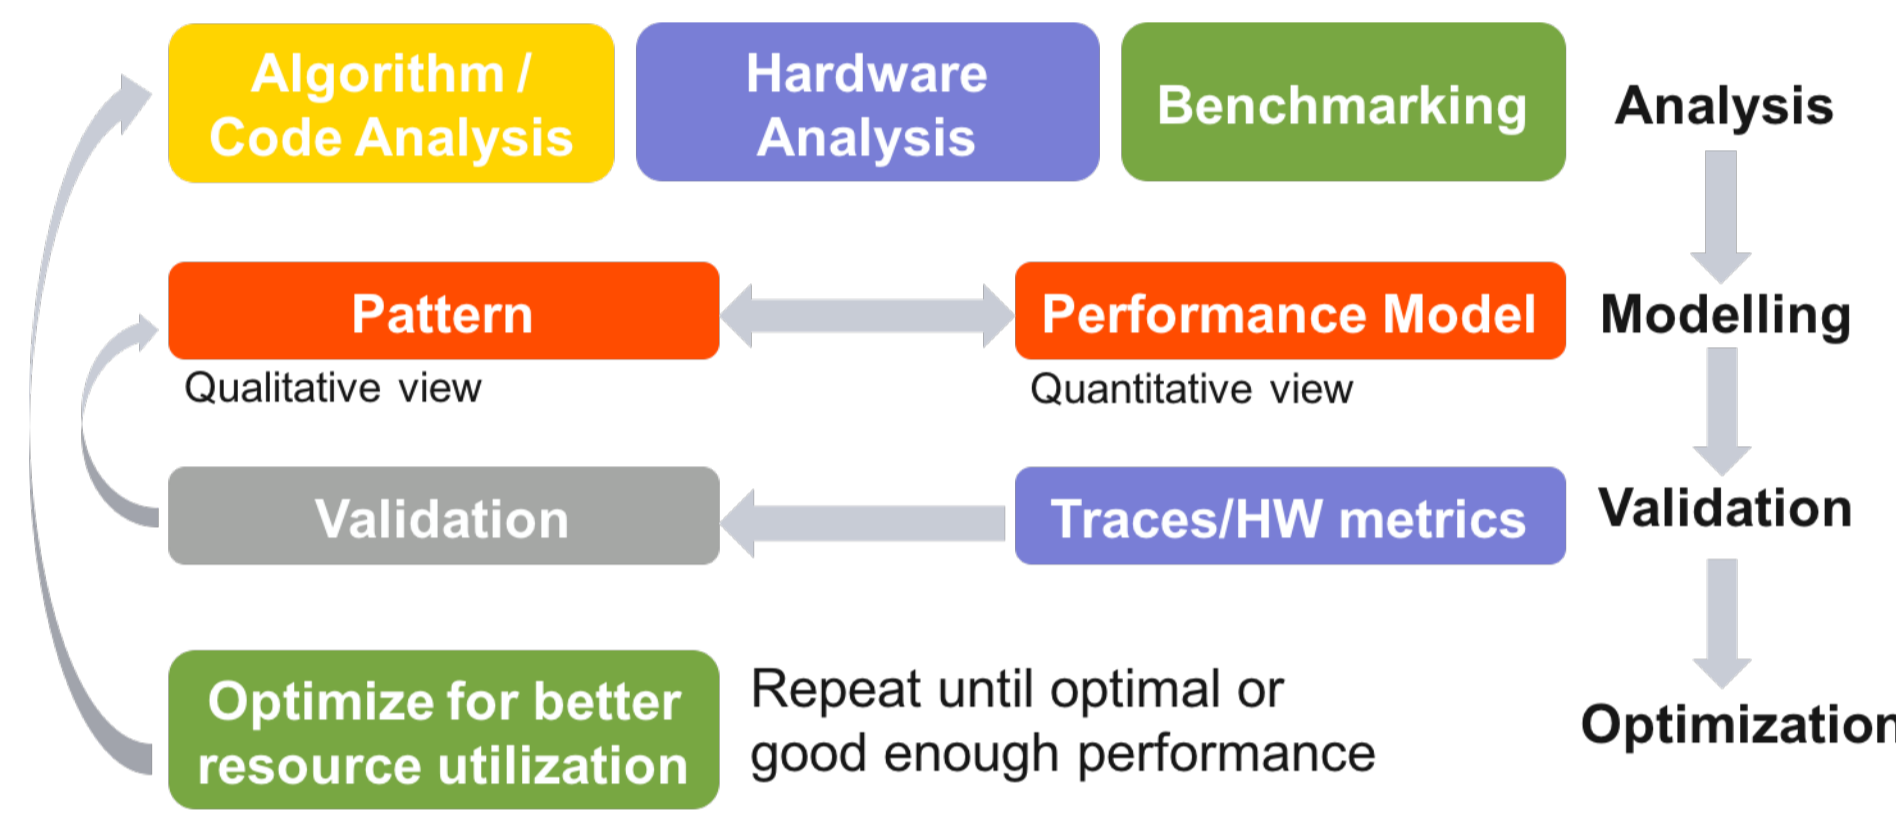 Algorithm /
Code Analysis
Hardware
Analysis
Benchmarking
Analysis
Pattern
Performance Model
Modelling
Qualitative view
Quantitative view
Validation
Traces/HW metrics
Validation
Optimize for better
resource utilization
Repeat until optimal or
good enough performance
Optimization